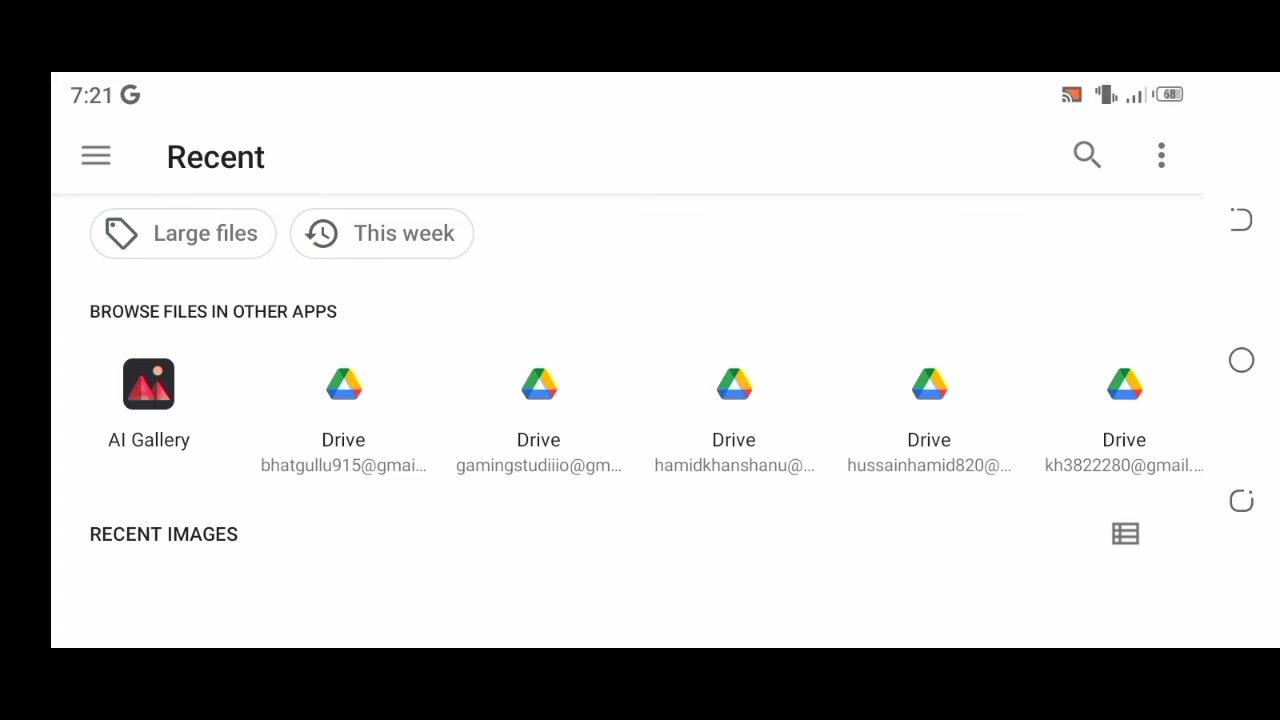 7:21
68
Recent
Large files
This week
BROWSE FILES IN OTHER APPS
AI Gallery
Drive
bhatgullu915@gmai...
Drive
gamingstudiiio@gm...
Drive
hamidkhanshanu@...
Drive
hussainhamid820@...
Drive
kh3822280@gmail....
RECENT IMAGES